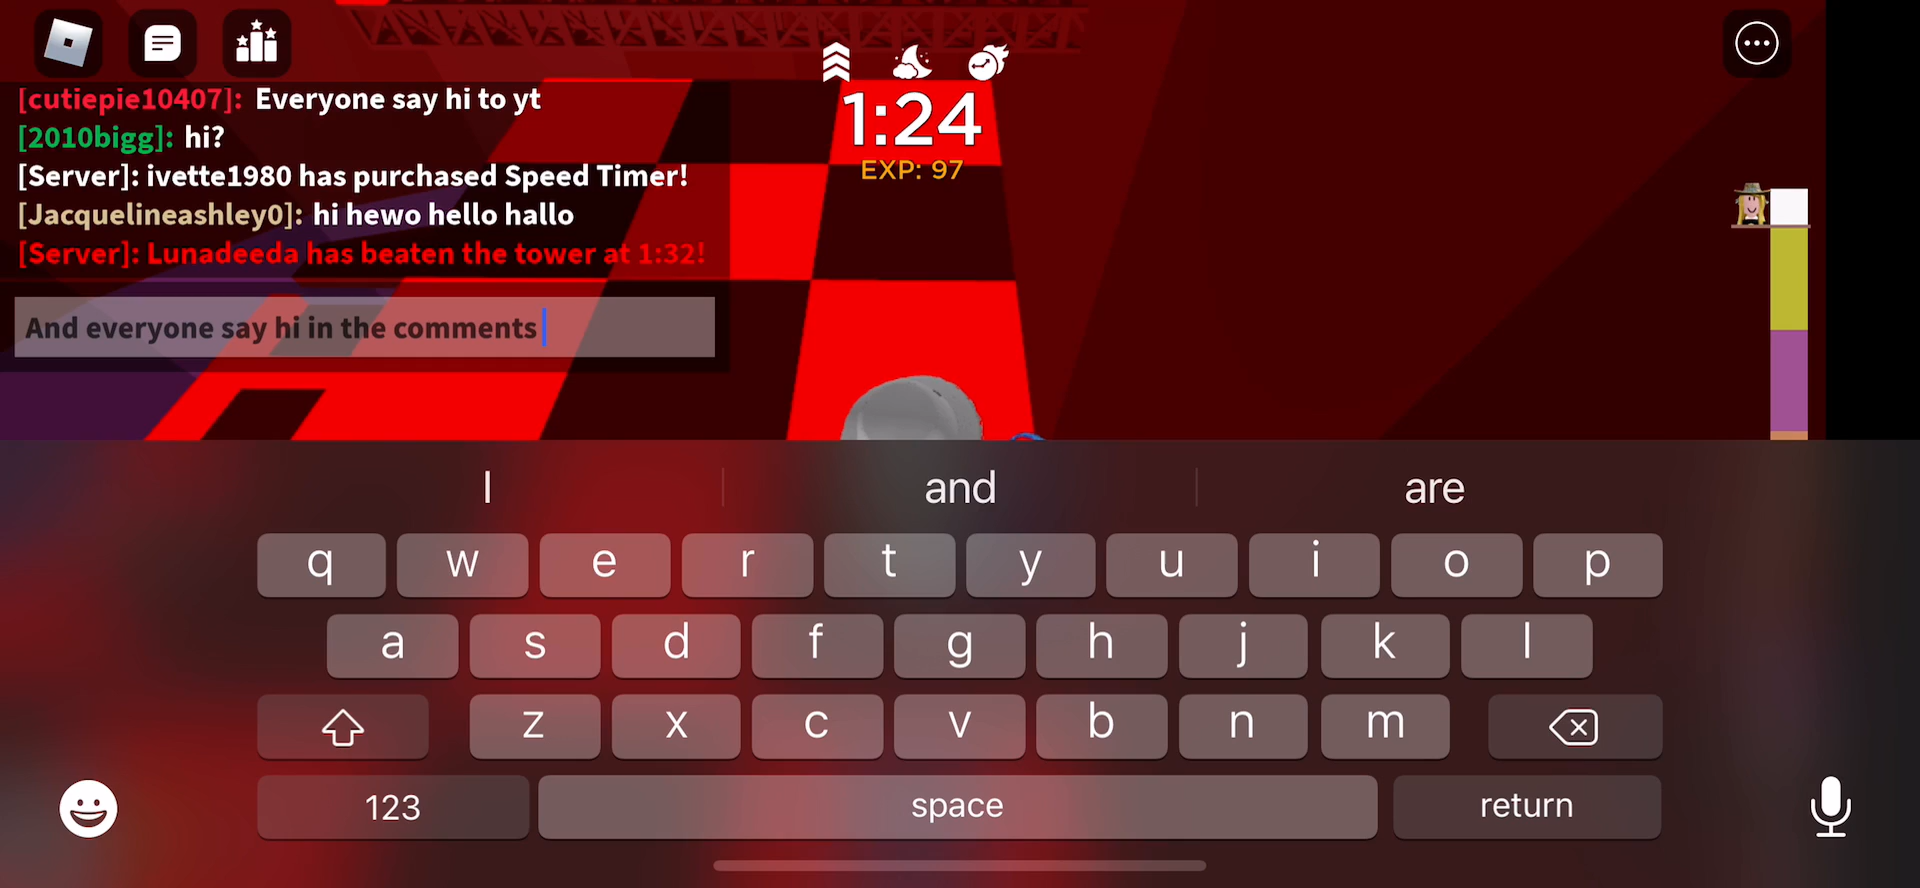 [cutiepie10407]: Everyone say hi to yt
[2010bigg]: hi?
[Server]: ivette1980 has purchased Speed Timer!
[Jacquelineashley0]: hi hewo hello hallo
[Server]: Lunadeeda has beaten the tower at 1:32!
And everyone say hi in the comments
1:24
EXP: 97
I and are
q w e r t y u i o p
a s d f g h j k l
z x c v b n m
123 space return